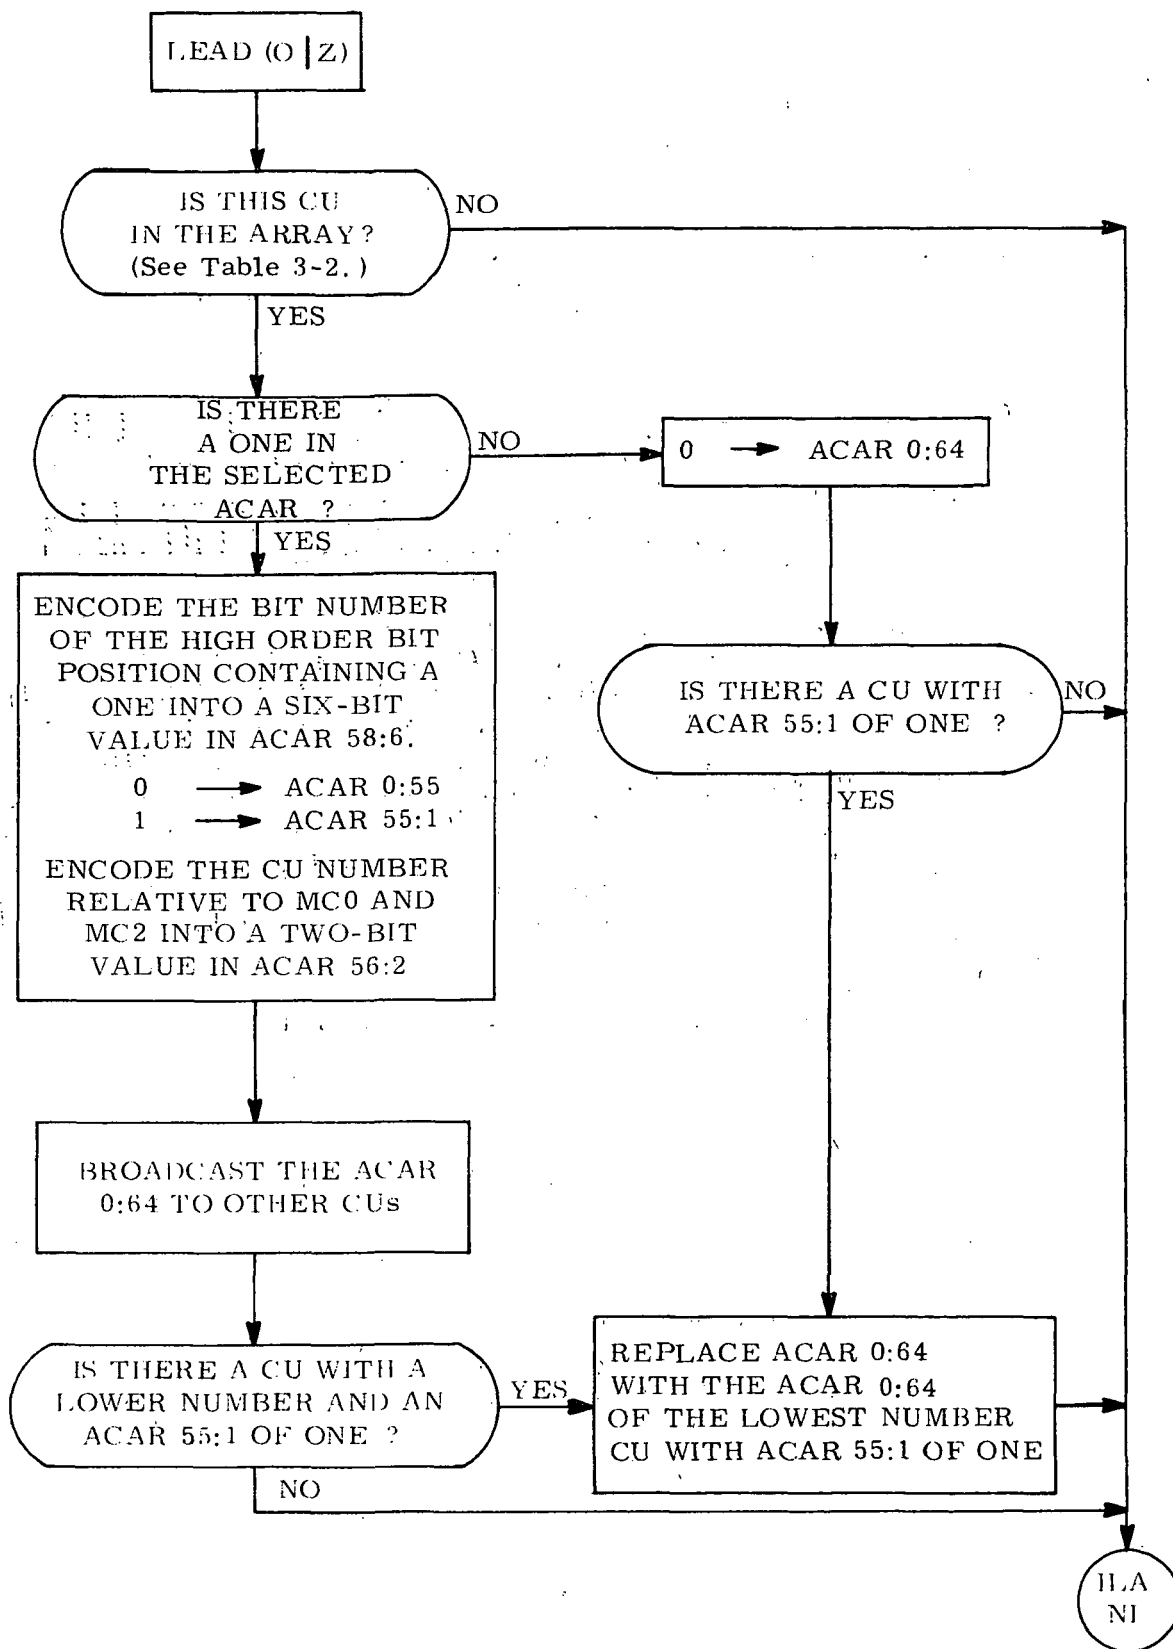 LEAD (O|Z)
IS THIS CU
IN THE ARRAY?
(See Table 3-2.)
NO
YES
IS THERE
A ONE IN
THE SELECTED
ACAR ?
NO
0 → ACAR 0:64
YES
ENCODE THE BIT NUMBER
OF THE HIGH ORDER BIT
POSITION CONTAINING A
ONE INTO A SIX-BIT
VALUE IN ACAR 58:6.
0 → ACAR 0:55
1 → ACAR 55:1
ENCODE THE CU NUMBER
RELATIVE TO MC0 AND
MC2 INTO A TWO-BIT
VALUE IN ACAR 56:2
IS THERE A CU WITH
ACAR 55:1 OF ONE ?
NO
YES
BROADCAST THE ACAR
0:64 TO OTHER CUs
IS THERE A CU WITH A
LOWER NUMBER AND AN
ACAR 55:1 OF ONE ?
YES
NO
REPLACE ACAR 0:64
WITH THE ACAR 0:64
OF THE LOWEST NUMBER
CU WITH ACAR 55:1 OF ONE
ILA
NI